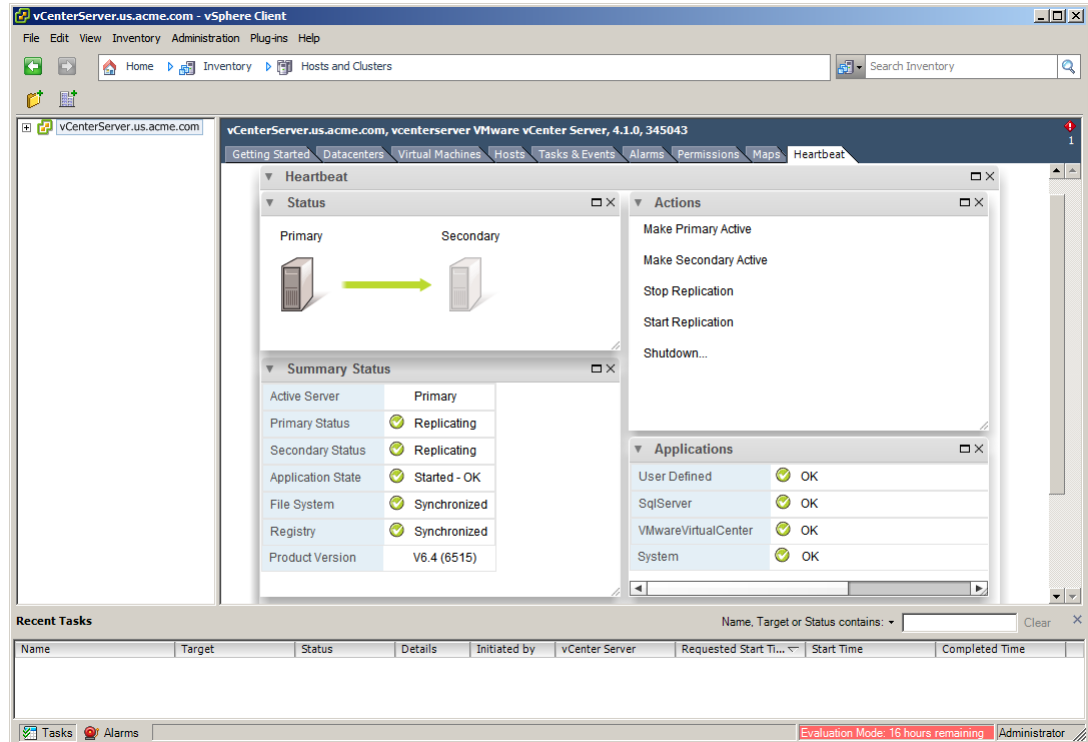 vCenterServer.us.acme.com - vSphere Client
File Edit View Inventory Administration Plug-ins Help
Home Inventory Hosts and Clusters
Search Inventory
vCenterServer.us.acme.com
vCenterServer.us.acme.com, vcenterserver VMware vCenter Server, 4.1.0, 345043
1
Getting Started Datacenters Virtual Machines Hosts Tasks & Events Alarms Permissions Maps Heartbeat
Heartbeat
Status
Primary Secondary
Actions
Make Primary Active
Make Secondary Active
Stop Replication
Start Replication
Shutdown...
Summary Status
Active Server Primary
Primary Status Replicating
Secondary Status Replicating
Application State Started - OK
File System Synchronized
Registry Synchronized
Product Version V6.4 (6515)
Applications
User Defined OK
SqlServer OK
VMwareVirtualCenter OK
System OK
Recent Tasks
Name, Target or Status contains: Clear
Name Target Status Details Initiated by vCenter Server Requested Start Ti... Start Time Completed Time
Tasks Alarms
Evaluation Mode: 16 hours remaining Administrator